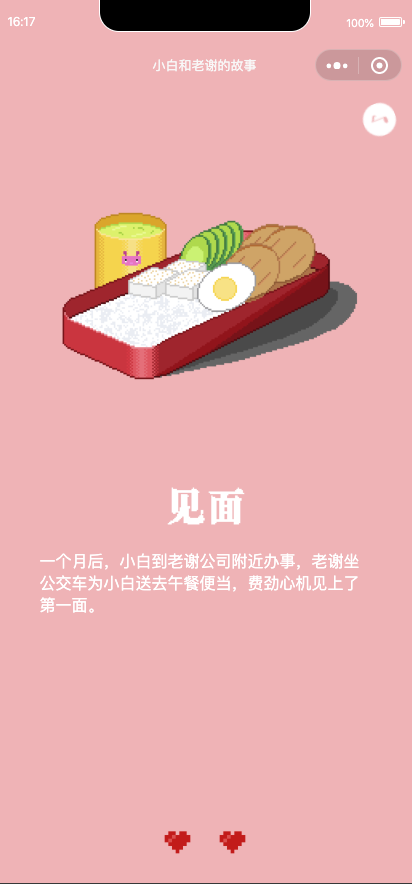 16:17
100%
小白和老谢的故事
见面
一个月后，小白到老谢公司附近办事，老谢坐
公交车为小白送去午餐便当，费劲心机见上了
第一面。